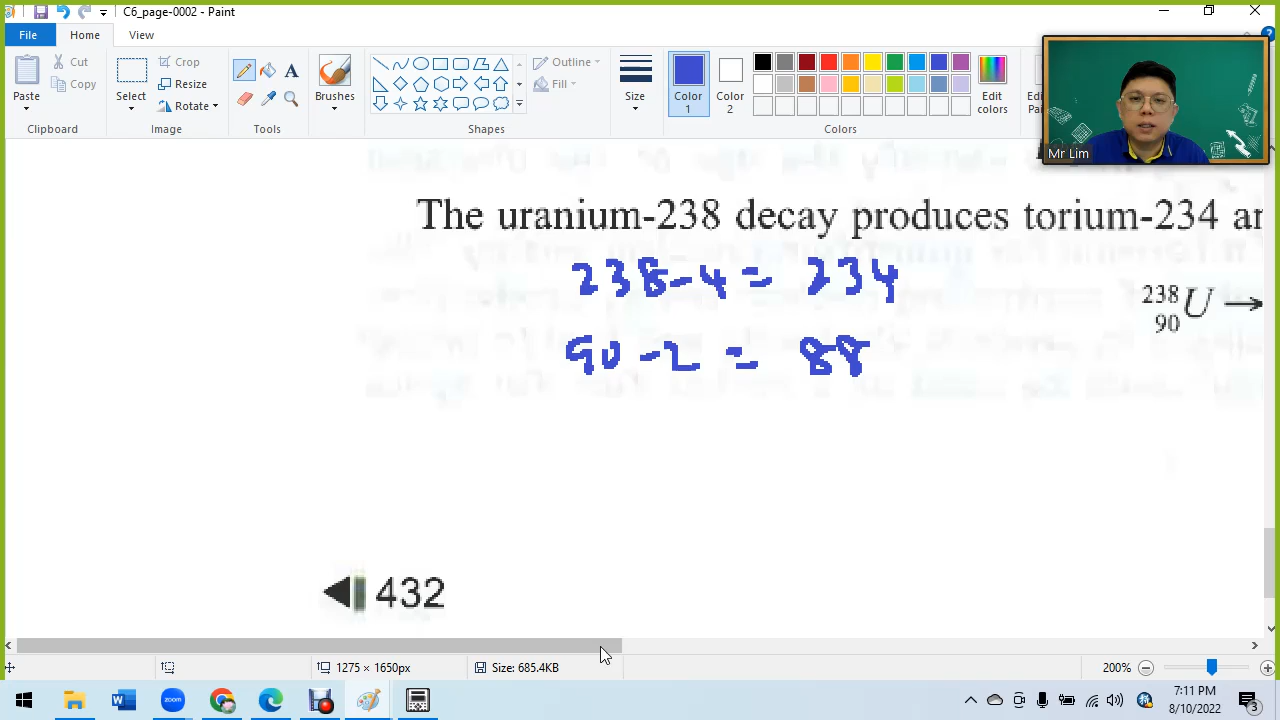 C6_page-0002 - Paint
File Home View
Paste Cut Copy Clipboard
Select Crop Resize Rotate Image
Tools
Brushes
Outline Fill Shapes
Size
Color 1 Color 2 Edit colors Colors
Mr Lim
The uranium-238 decay produces torium-234
238-4 = 234
238
90 U →
90 -2 = 88
432
1275 × 1650px Size: 685.4KB 200%
zoom 7:11 PM
8/10/2022 3